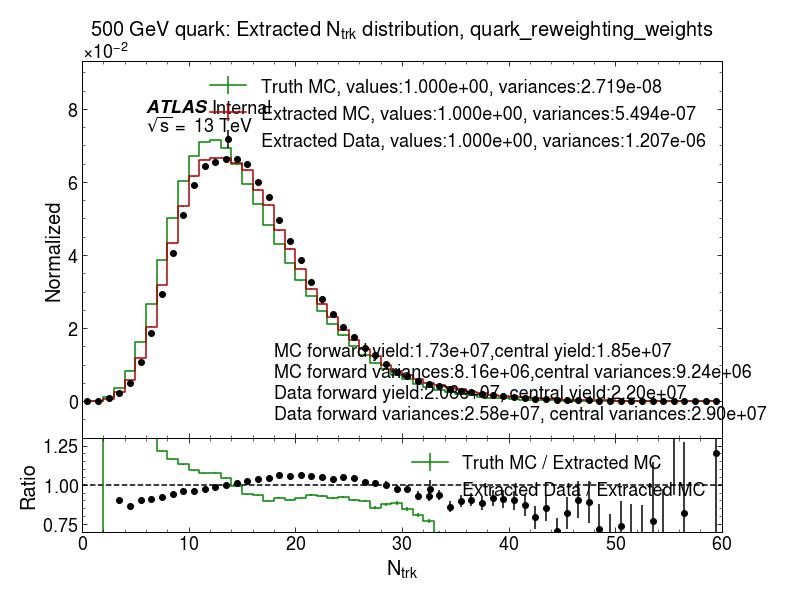 500 GeV quark: Extracted N_trk distribution, quark_reweighting_weights
×10⁻²
Truth MC, values:1.000e+00, variances:2.719e-08
ATLAS Internal
Extracted MC, values:1.000e+00, variances:5.494e-07
√s = 13 TeV
Extracted Data, values:1.000e+00, variances:1.207e-06
8
6
4
2
0
Normalized
MC forward yield:1.73e+07,central yield:1.85e+07
MC forward variances:8.16e+06,central variances:9.24e+06
Data forward yield:2.08e+07, central yield:2.20e+07
Data forward variances:2.58e+07, central variances:2.90e+07
1.25
1.00
0.75
Ratio
Truth MC / Extracted MC
Extracted Data / Extracted MC
0 10 20 30 40 50 60
N_trk